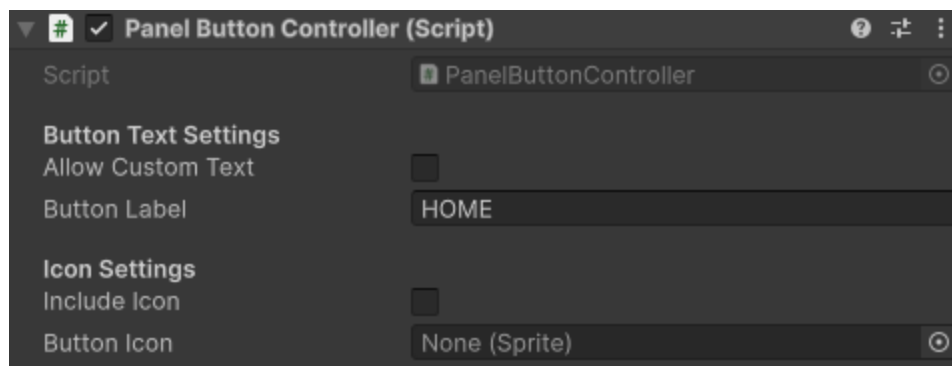 # Panel Button Controller (Script)
Script # PanelButtonController
Button Text Settings
Allow Custom Text
Button Label HOME
Icon Settings
Include Icon
Button Icon None (Sprite)